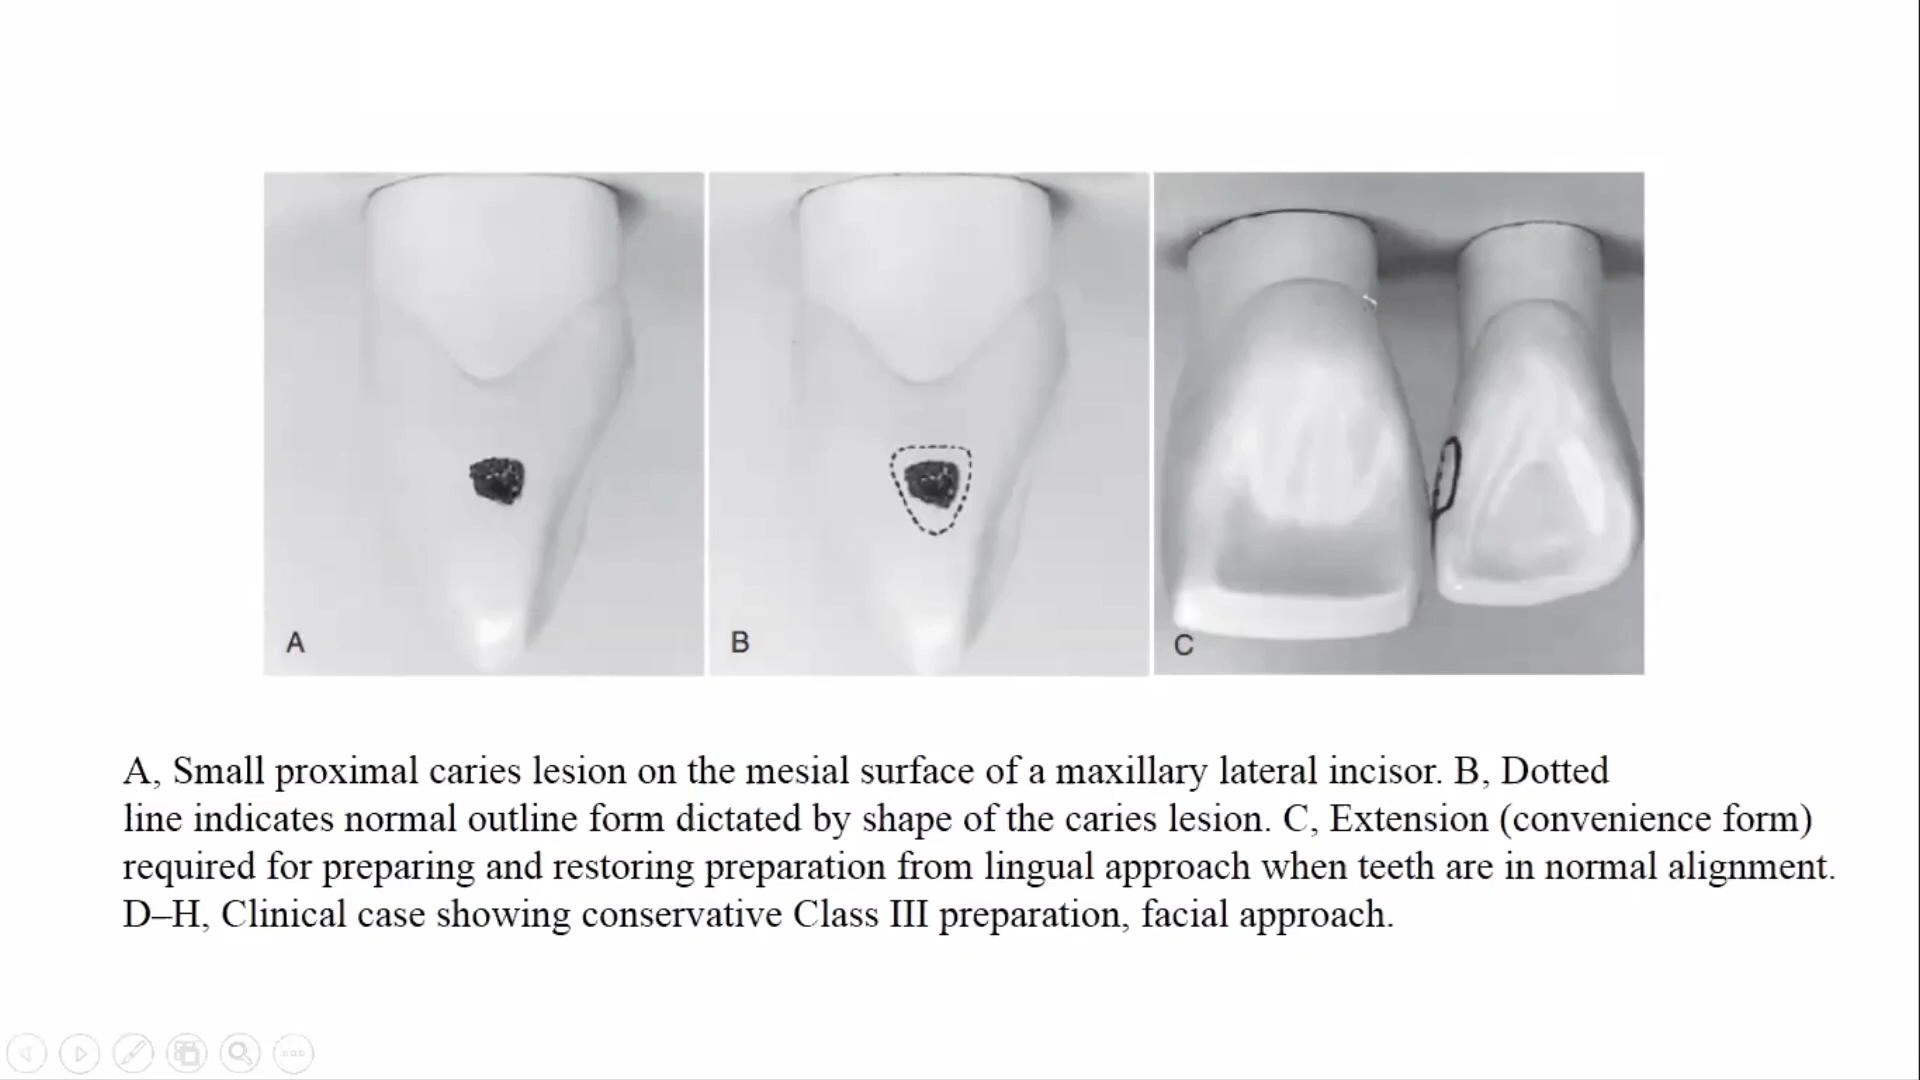 A
B
C
A, Small proximal caries lesion on the mesial surface of a maxillary lateral incisor. B, Dotted
line indicates normal outline form dictated by shape of the caries lesion. C, Extension (convenience form)
required for preparing and restoring preparation from lingual approach when teeth are in normal alignment.
D–H, Clinical case showing conservative Class III preparation, facial approach.